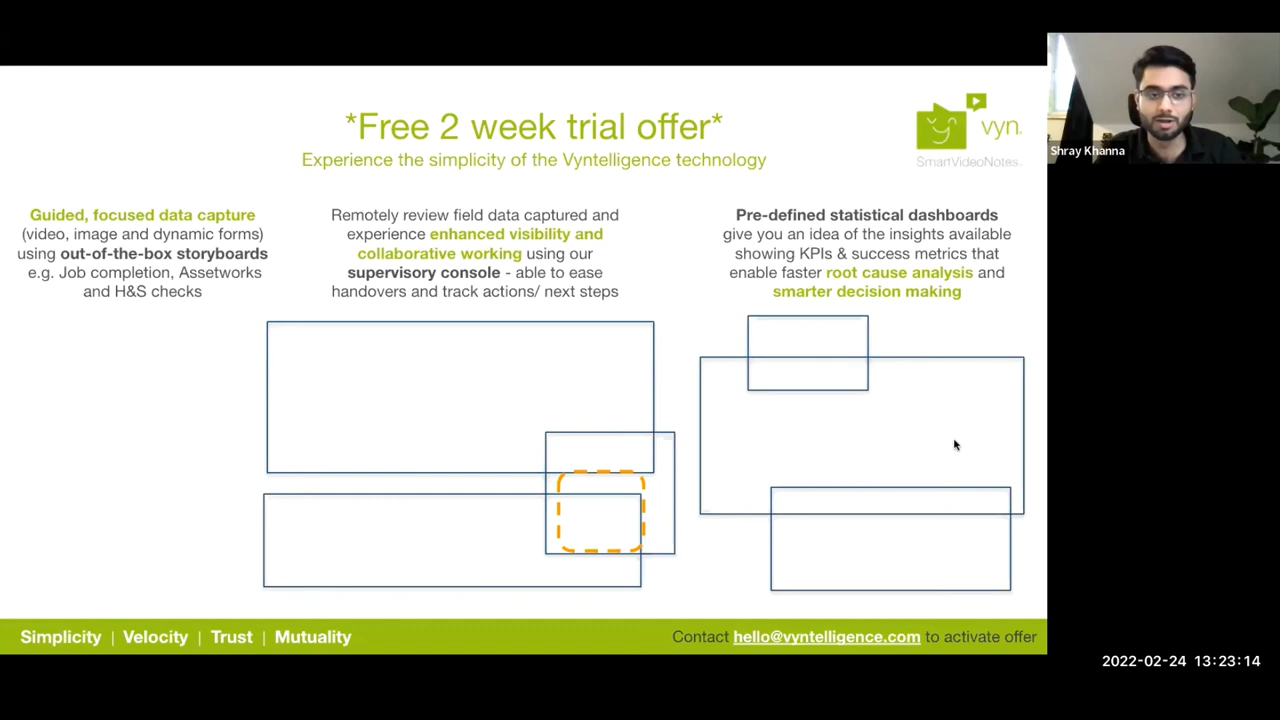 *Free 2 week trial offer*
Experience the simplicity of the Vyntelligence technology
vyn.
SmartVideoNotes
Shray Khanna
Guided, focused data capture
(video, image and dynamic forms)
using out-of-the-box storyboards
e.g. Job completion, Assetworks
and H&S checks
Remotely review field data captured and
experience enhanced visibility and
collaborative working using our
supervisory console - able to ease
handovers and track actions/ next steps
Pre-defined statistical dashboards
give you an idea of the insights available
showing KPIs & success metrics that
enable faster root cause analysis and
smarter decision making
Simplicity | Velocity | Trust | Mutuality
Contact hello@vyntelligence.com to activate offer
2022-02-24 13:23:14